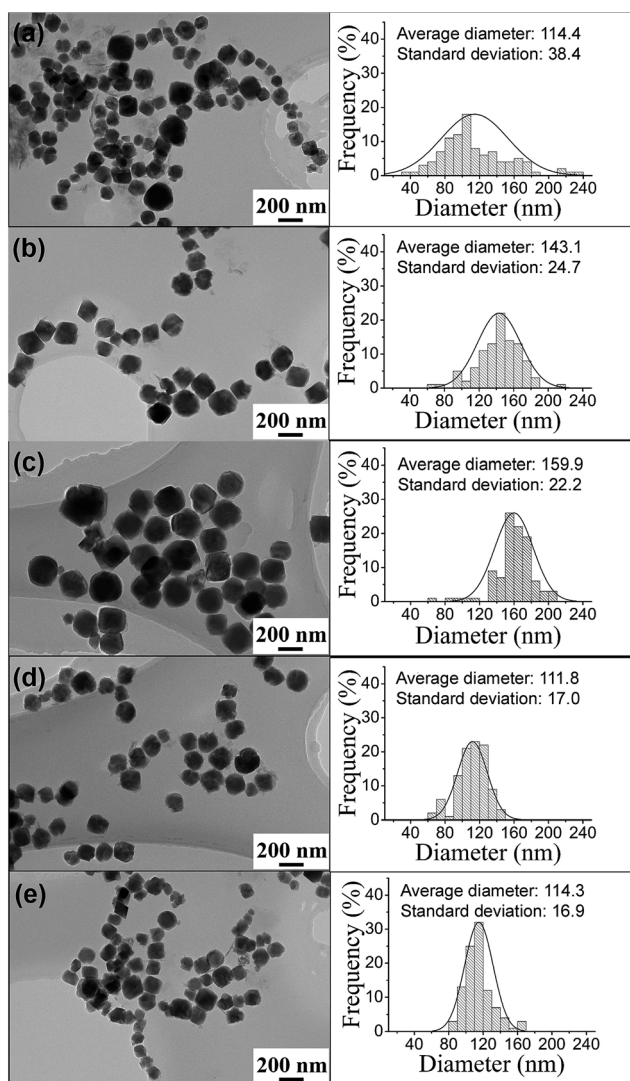 (a)
200 nm
Average diameter: 114.4
Standard deviation: 38.4
Frequency (%)
40
30
20
10
0
40 80 120 160 200 240
Diameter (nm)
(b)
200 nm
Average diameter: 143.1
Standard deviation: 24.7
Frequency (%)
40
30
20
10
0
40 80 120 160 200 240
Diameter (nm)
(c)
200 nm
Average diameter: 159.9
Standard deviation: 22.2
Frequency (%)
40
30
20
10
0
40 80 120 160 200 240
Diameter (nm)
(d)
200 nm
Average diameter: 111.8
Standard deviation: 17.0
Frequency (%)
40
30
20
10
0
40 80 120 160 200 240
Diameter (nm)
(e)
200 nm
Average diameter: 114.3
Standard deviation: 16.9
Frequency (%)
40
30
20
10
0
40 80 120 160 200 240
Diameter (nm)